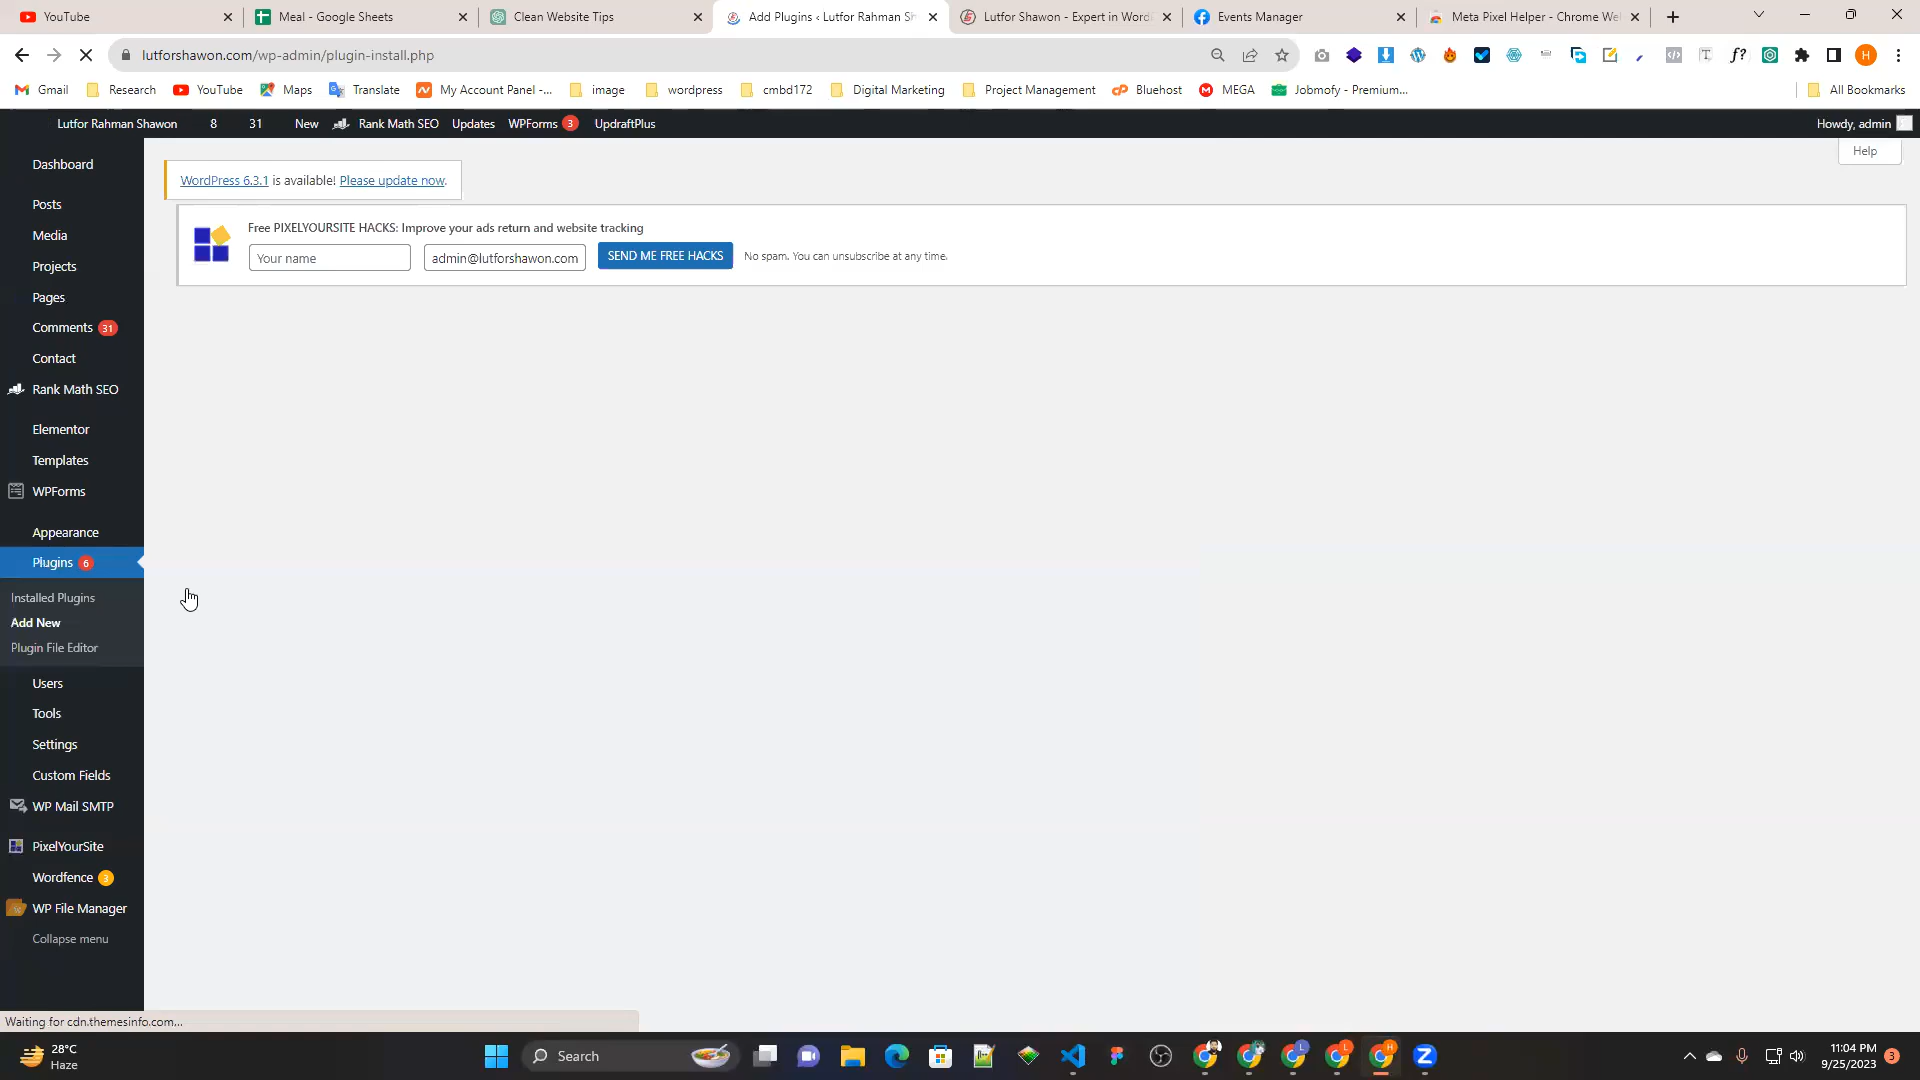 YouTube
Meal - Google Sheets
Clean Website Tips
Add Plugins ‹ Lutfor Rahman Sh
Lutfor Shawon - Expert in WordP
Events Manager
Meta Pixel Helper - Chrome We
lutforshawon.com/wp-admin/plugin-install.php
Gmail
Research
YouTube
Maps
Translate
My Account Panel -...
image
wordpress
cmbd172
Digital Marketing
Project Management
Bluehost
MEGA
Jobmofy - Premium...
All Bookmarks
Lutfor Rahman Shawon
8
31
New
Rank Math SEO
Updates
WPForms 3
UpdraftPlus
Howdy, admin
Help
Dashboard
Posts
Media
Projects
Pages
Comments 31
Contact
Rank Math SEO
Elementor
Templates
WPForms
Appearance
Plugins 6
Installed Plugins
Add New
Plugin File Editor
Users
Tools
Settings
Custom Fields
WP Mail SMTP
PixelYourSite
Wordfence 3
WP File Manager
Collapse menu
WordPress 6.3.1 is available! Please update now.
Free PIXELYOURSITE HACKS: Improve your ads return and website tracking
Your name
admin@lutforshawon.com
SEND ME FREE HACKS
No spam. You can unsubscribe at any time.
Waiting for cdn.themesinfo.com...
28°C
Haze
Search
11:04 PM
9/25/2023
3